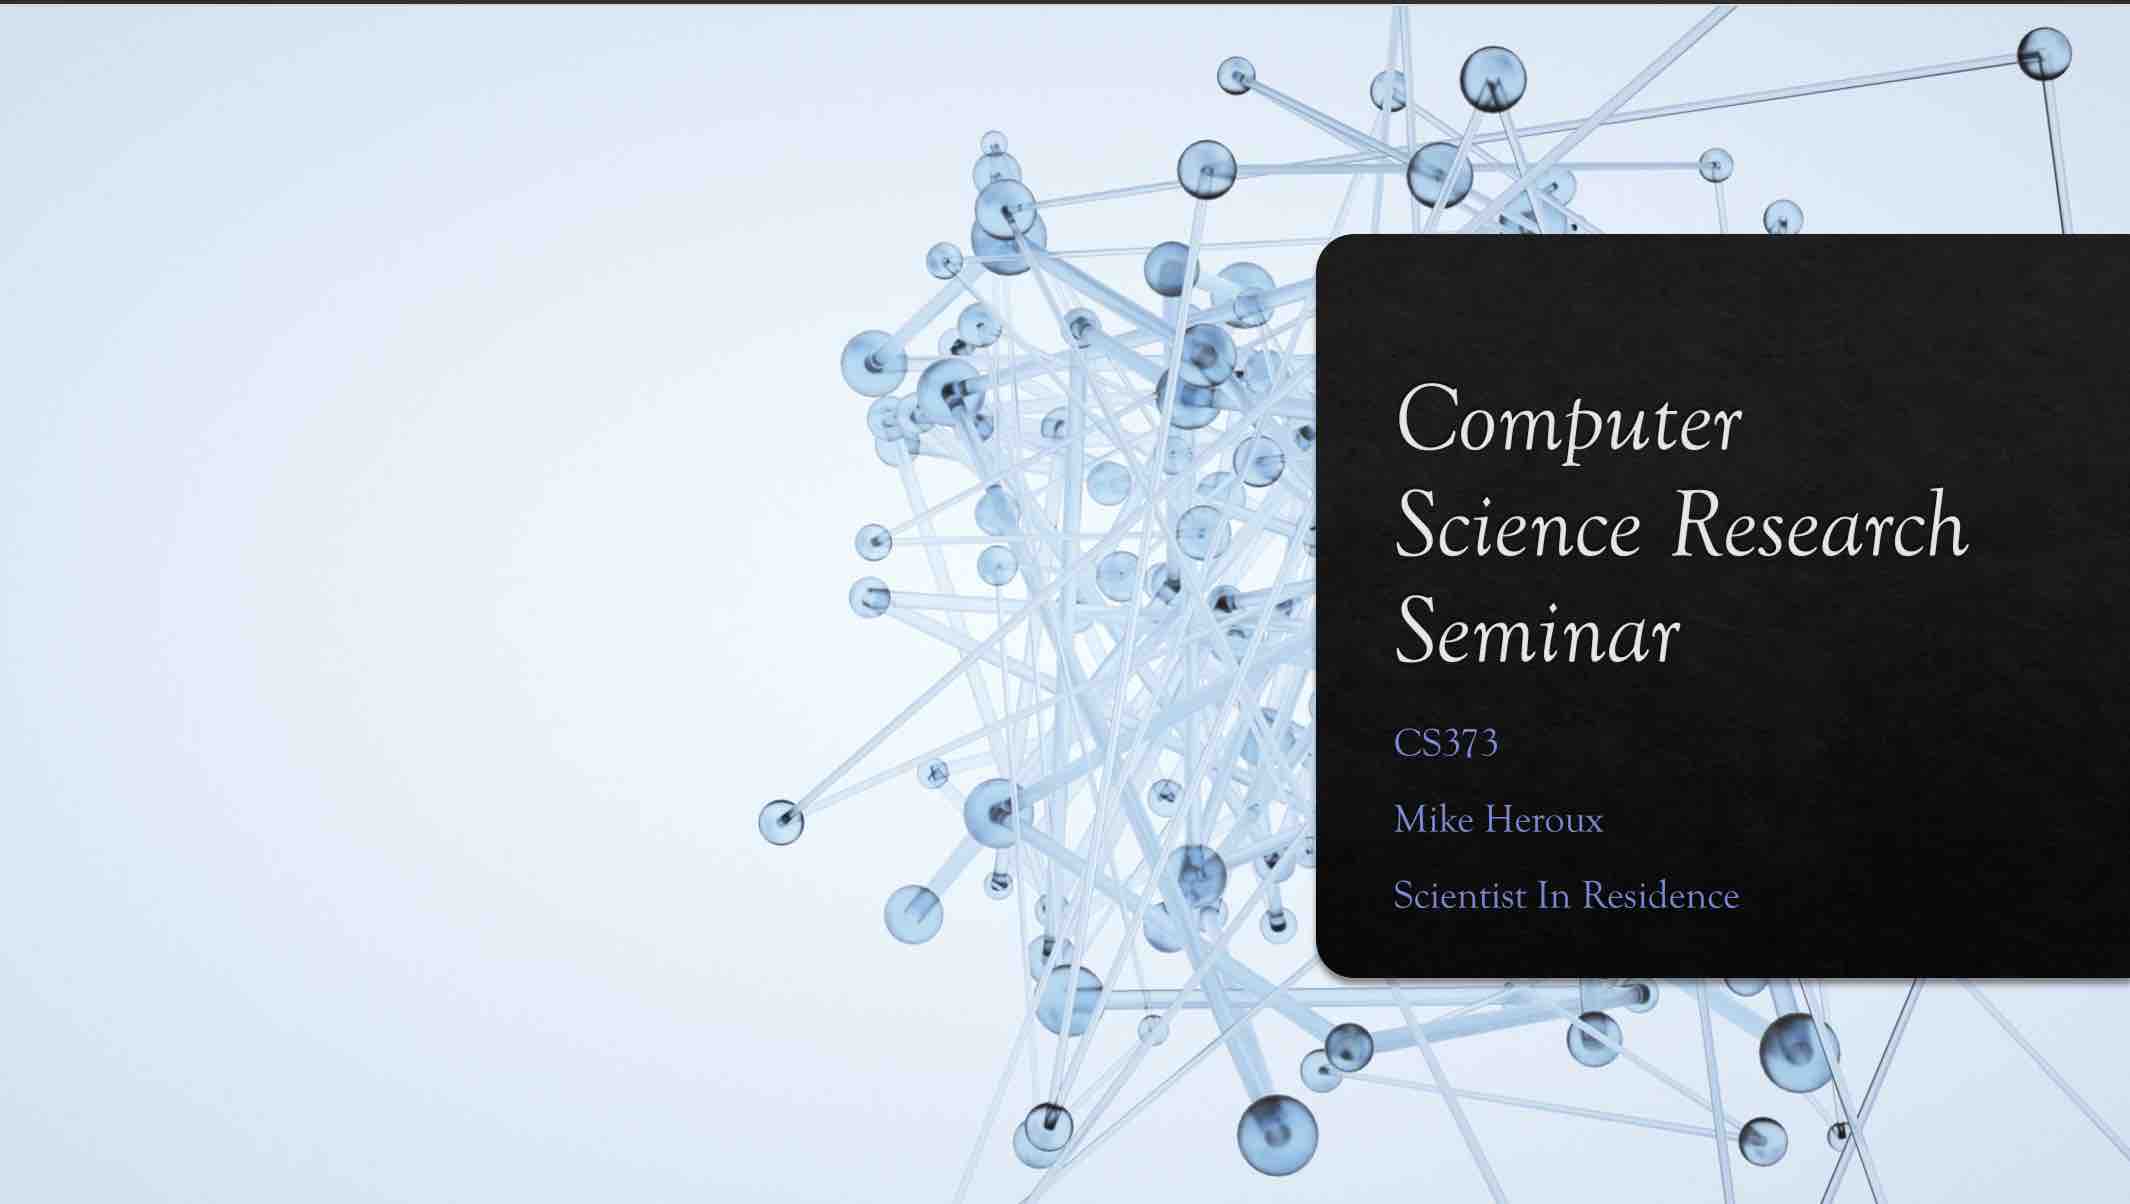 Computer
Science Research
Seminar
CS373
Mike Heroux
Scientist In Residence